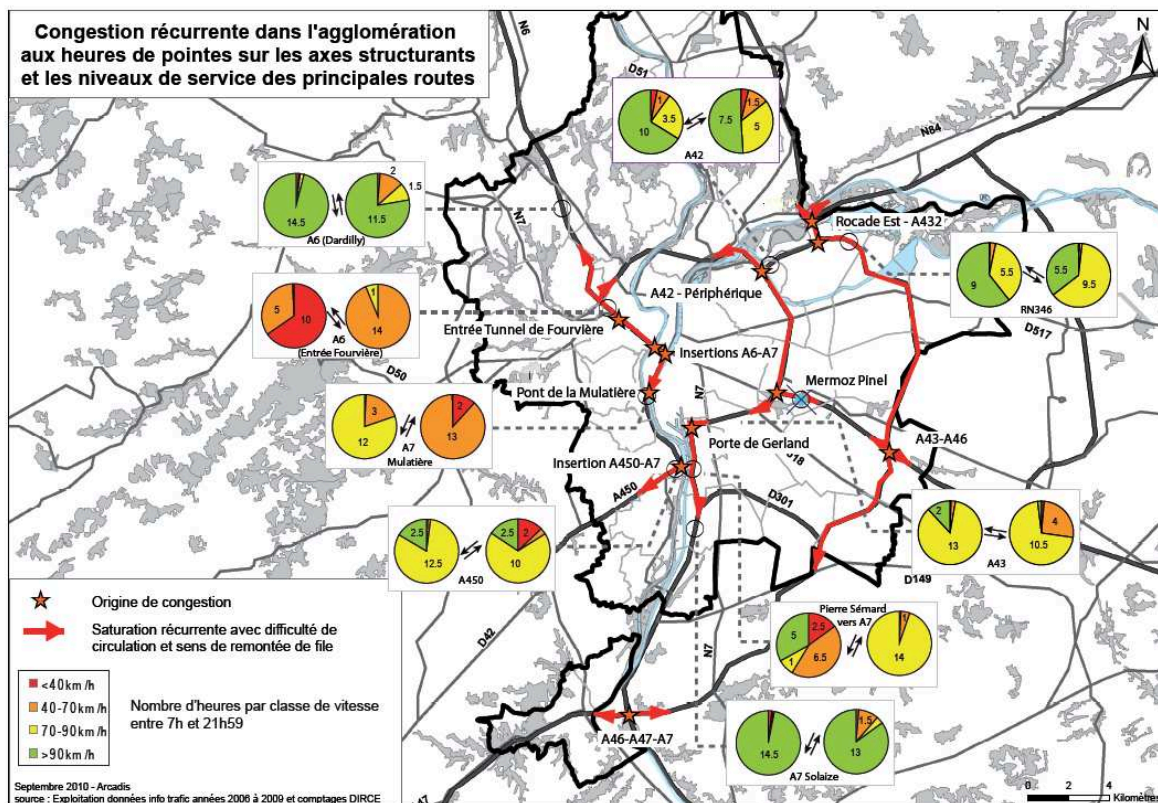 Congestion récurrente dans l'agglomération
aux heures de pointes sur les axes structurants
et les niveaux de service des principales routes
N6
D51
N
1
3.5
10
1.5
7.5
5
A42
N84
2
1.5
14.5
11.5
A6 (Dardilly)
N7
Rocade Est - A432
A42 - Périphérique
5.5
9
5.5
9.5
RN346
D517
5
10
1
14
A6
(Entrée Fourvière)
Entrée Tunnel de Fourvière
Insertions A6-A7
D50
Pont de la Mulatière
N7
Mermoz Pinel
3
12
2
13
A7
Mulatière
Porte de Gerland
A43-A46
Insertion A450-A7
A450
D301
2.5
12.5
2.5
2
10
A450
2
13
4
10.5
A43
D149
D42
N7
Pierre Sémard
vers A7
5
2.5
1
6.5
1
14
A46-A47-A7
14.5
1.5
13
A7 Solaize
Origine de congestion
Saturation récurrente avec difficulté de
circulation et sens de remontée de file
<40km/h
40-70km/h
70-90km/h
>90km/h
Nombre d'heures par classe de vitesse
entre 7h et 21h59
Septembre 2010 - Arcadis
source : Exploitation données info trafic années 2006 à 2009 et comptages DIRCE
0 2 4
Kilomètres